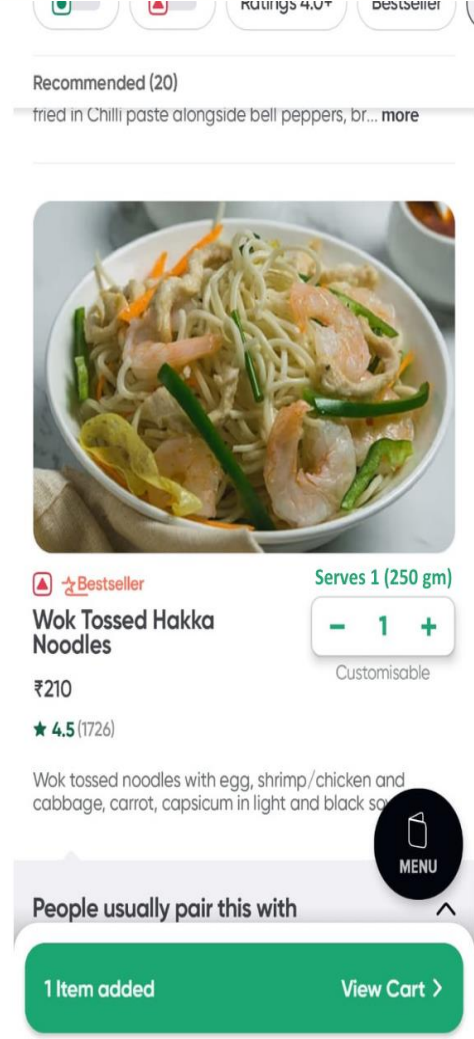 Ratings 4.0+ Bestseller
Recommended (20)
fried in Chilli paste alongside bell peppers, br... more
Bestseller
Serves 1 (250 gm)
Wok Tossed Hakka
Noodles
− 1 +
Customisable
₹210
★ 4.5 (1726)
Wok tossed noodles with egg, shrimp/chicken and
cabbage, carrot, capsicum in light and black
MENU
People usually pair this with
1 Item added
View Cart >